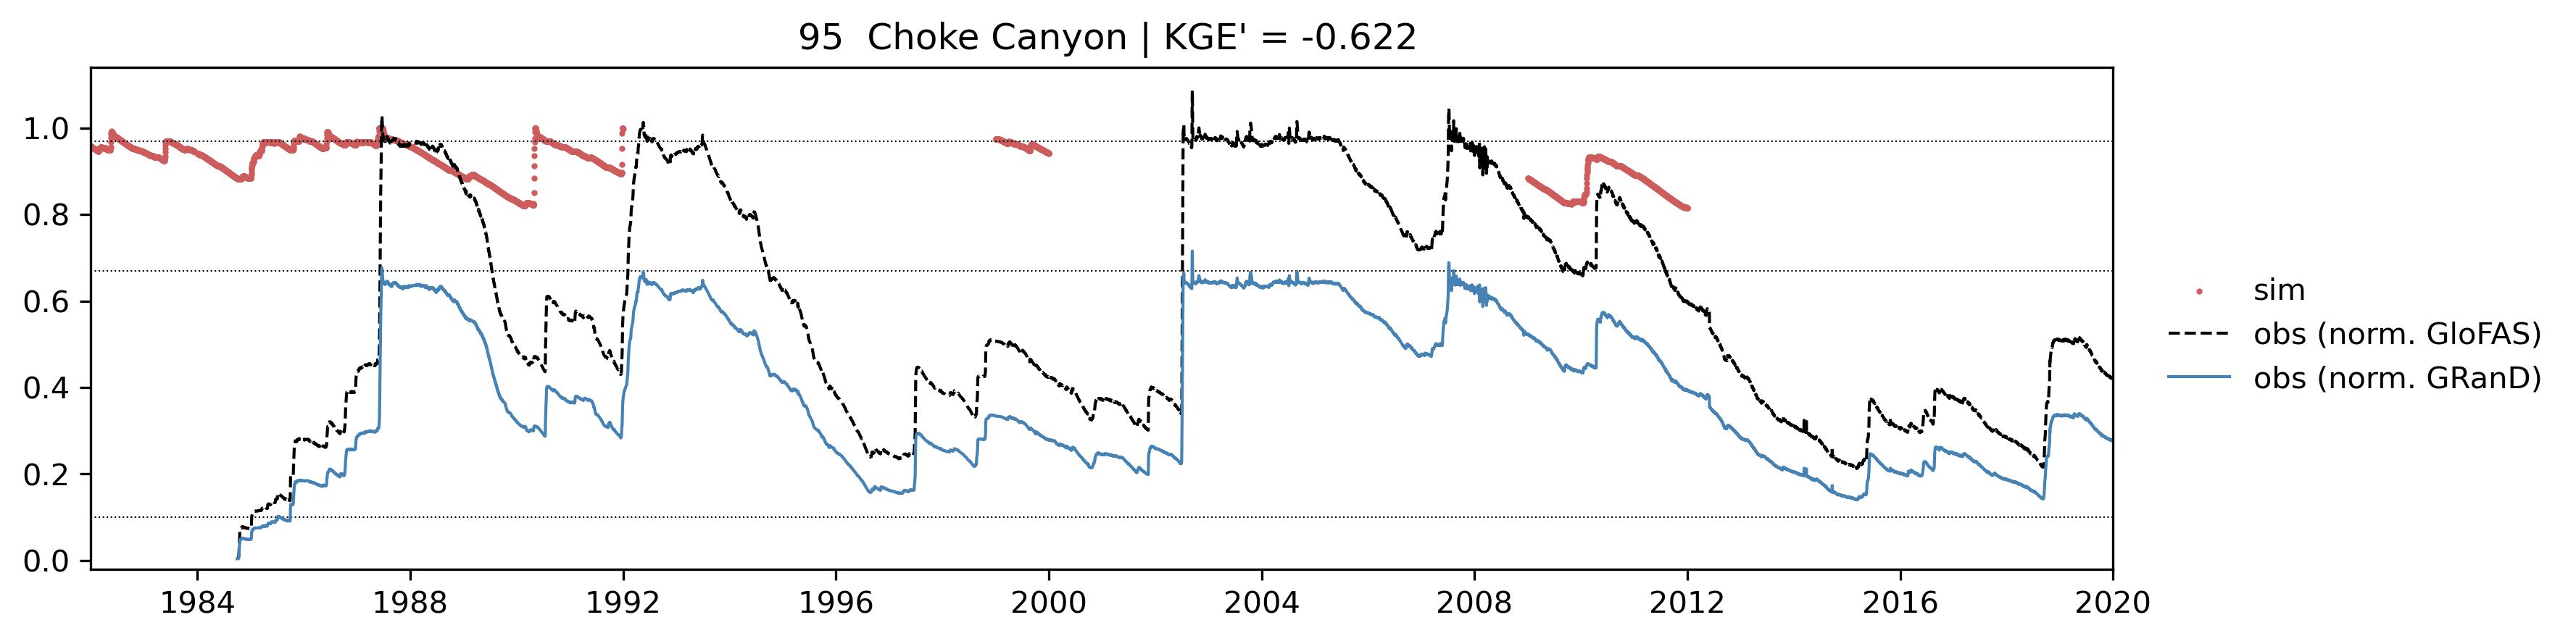 95  Choke Canyon | KGE' = -0.622
1.0
0.8
0.6
0.4
0.2
0.0
1984 1988 1992 1996 2000 2004 2008 2012 2016 2020
sim
obs (norm. GloFAS)
obs (norm. GRanD)